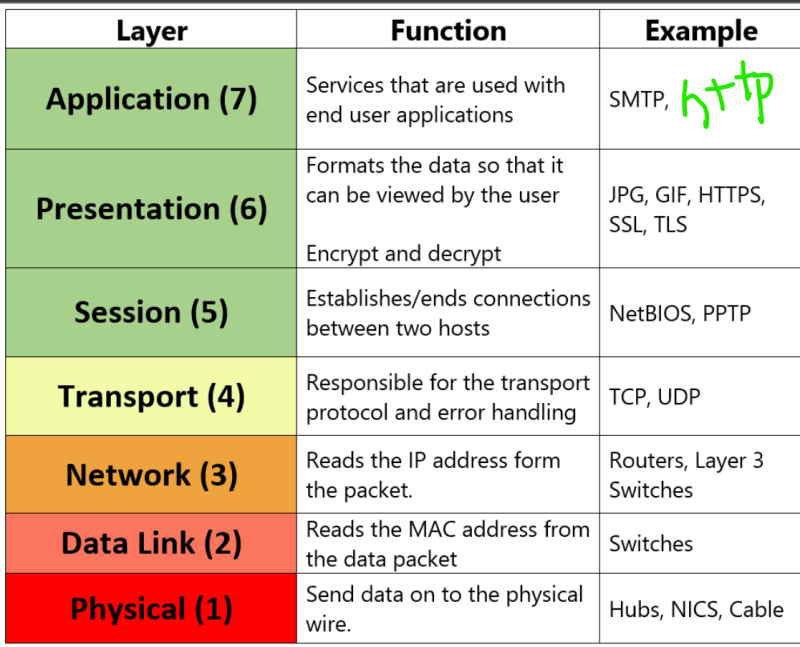 Layer Function Example
Application (7)
Services that are used with
end user applications
SMTP, http
Presentation (6)
Formats the data so that it
can be viewed by the user
Encrypt and decrypt
JPG, GIF, HTTPS,
SSL, TLS
Session (5)
Establishes/ends connections
between two hosts
NetBIOS, PPTP
Transport (4)
Responsible for the transport
protocol and error handling
TCP, UDP
Network (3)
Reads the IP address form
the packet.
Routers, Layer 3
Switches
Data Link (2)
Reads the MAC address from
the data packet
Switches
Physical (1)
Send data on to the physical
wire.
Hubs, NICS, Cable